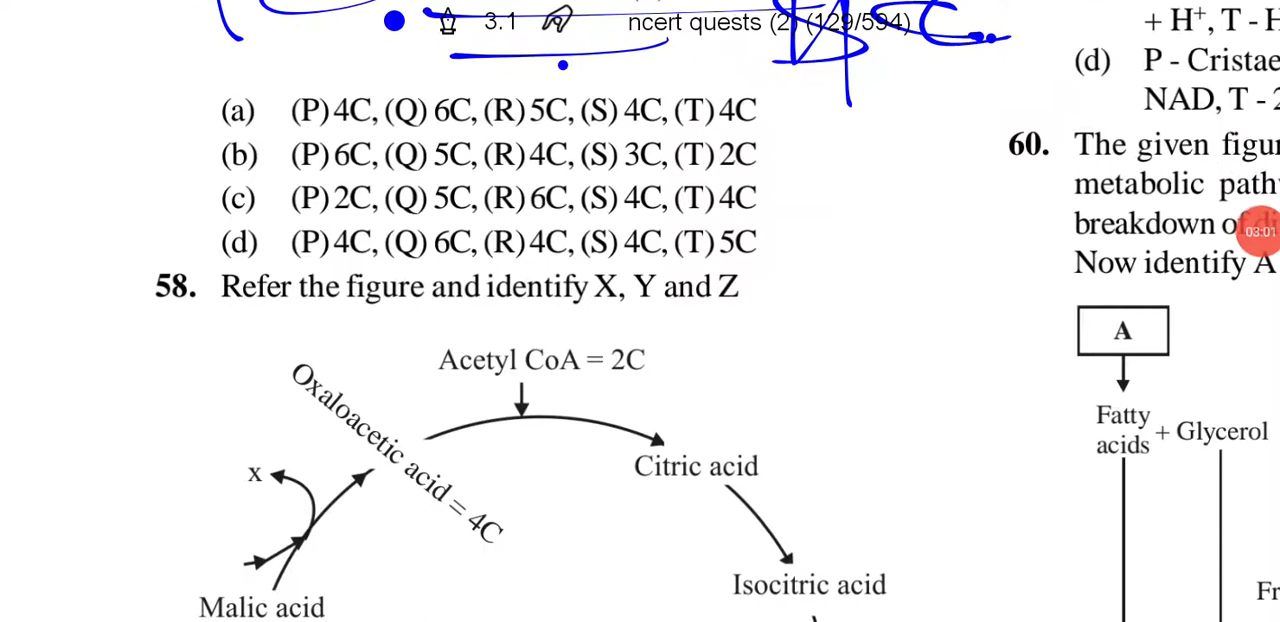 3.1 ncert quests (2) (129/594)
(a) (P) 4C, (Q) 6C, (R) 5C, (S) 4C, (T) 4C
(b) (P) 6C, (Q) 5C, (R) 4C, (S) 3C, (T) 2C
(c) (P) 2C, (Q) 5C, (R) 6C, (S) 4C, (T) 4C
(d) (P) 4C, (Q) 6C, (R) 4C, (S) 4C, (T) 5C
58. Refer the figure and identify X, Y and Z
Acetyl CoA = 2C
Oxaloacetic acid = 4C
Citric acid
X
Isocitric acid
Malic acid
+ H⁺, T -
(d) P - Cristae
NAD, T -
60. The given
metabolic
breakdown
Now identify A
03:01
A
Fatty
acids
+ Glycerol